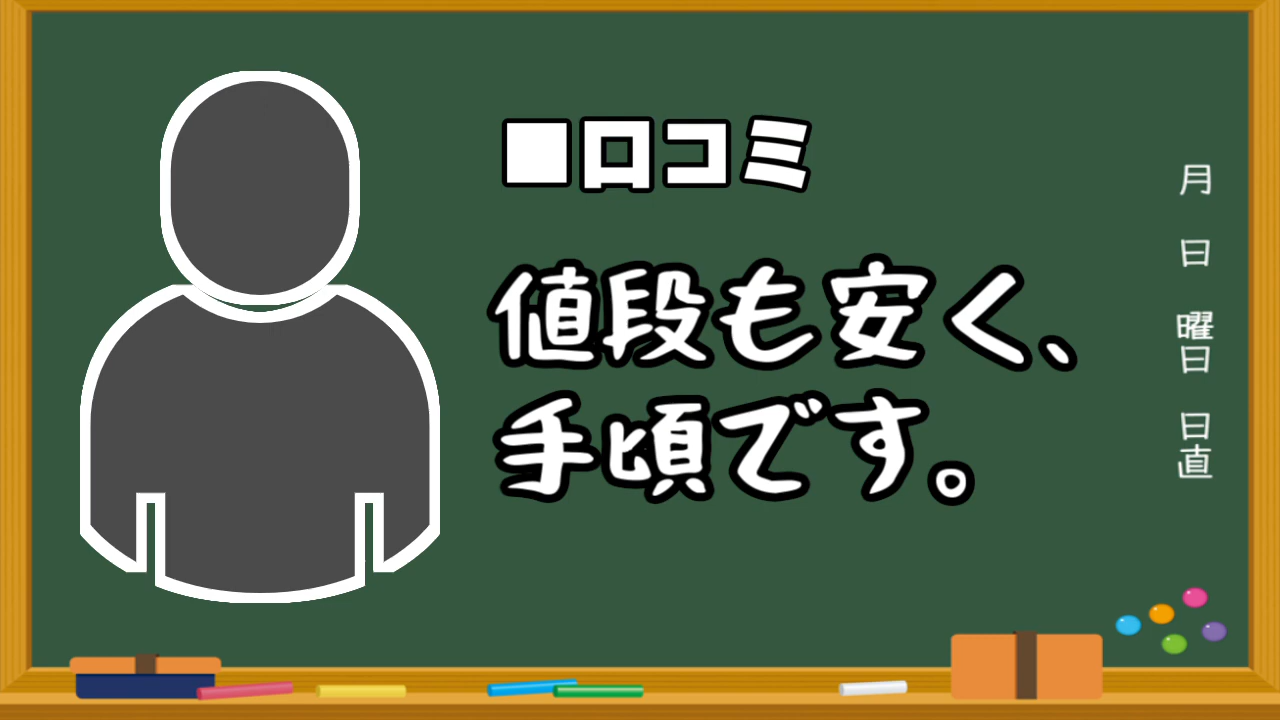 ■口コミ
値段も安く、
手頃です。
月
日
曜日
日直